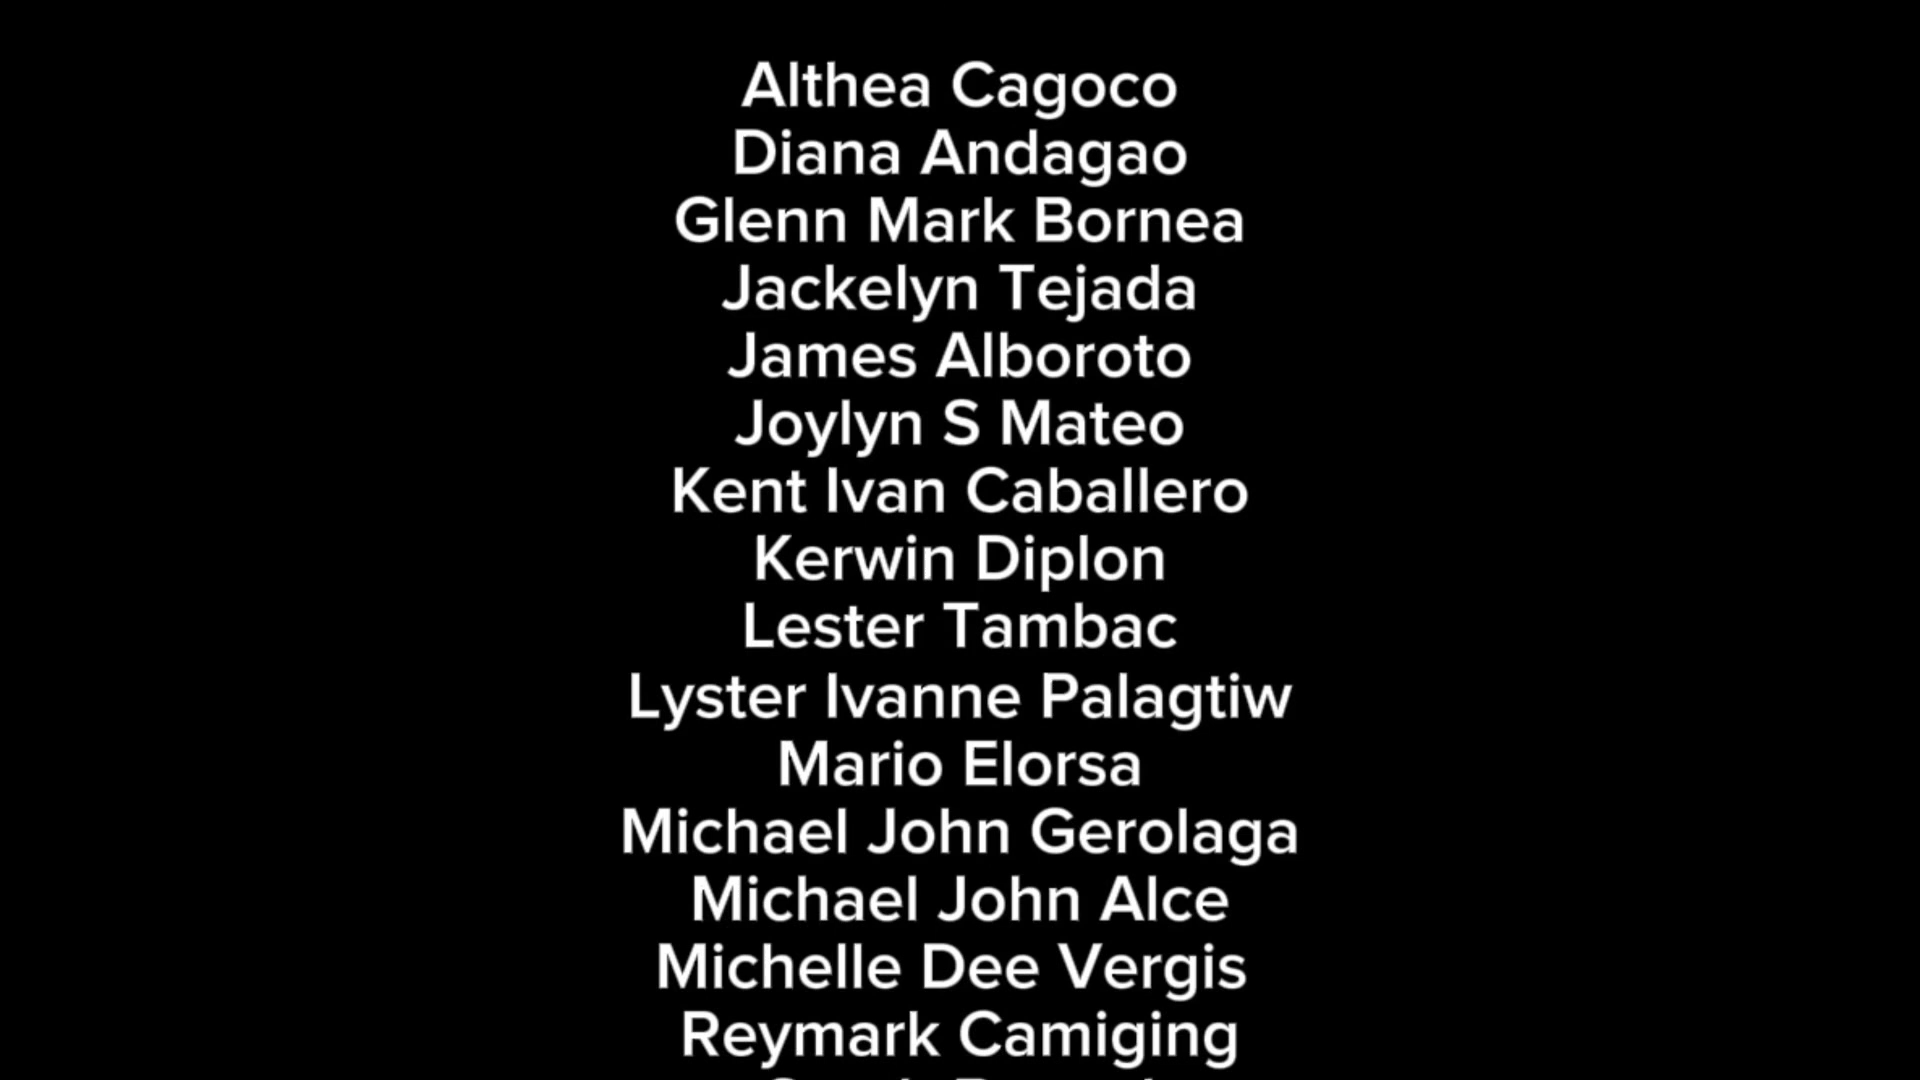 Althea Cagoco
Diana Andagao
Glenn Mark Bornea
Jackelyn Tejada
James Alboroto
Joylyn S Mateo
Kent Ivan Caballero
Kerwin Diplon
Lester Tambac
Lyster Ivanne Palagtiw
Mario Elorsa
Michael John Gerolaga
Michael John Alce
Michelle Dee Vergis
Reymark Camiging